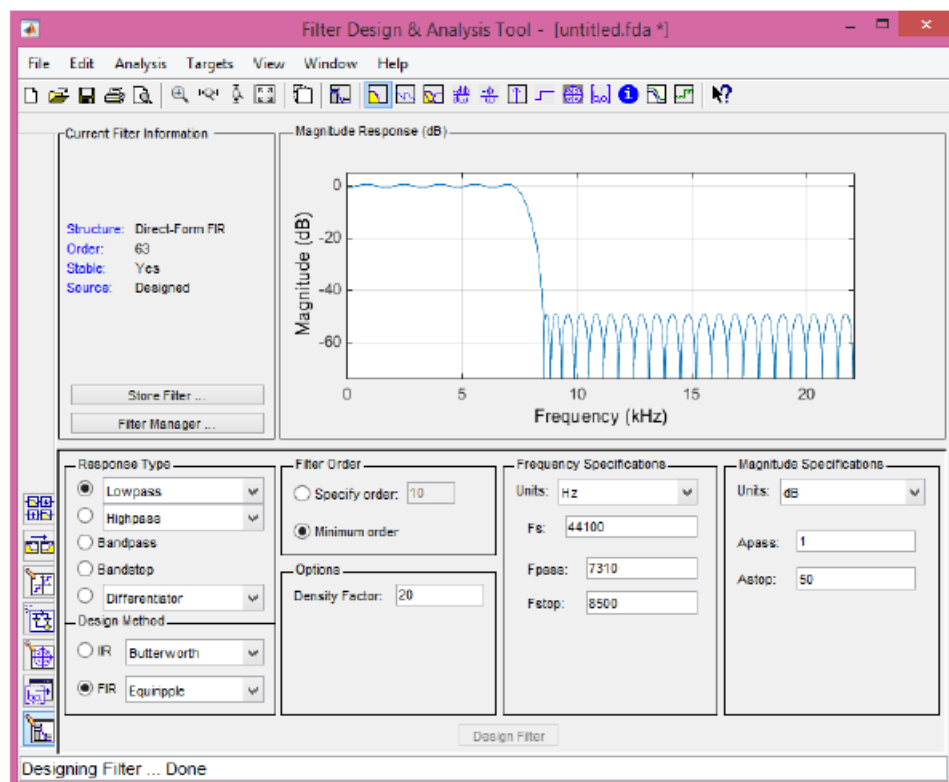 Filter Design & Analysis Tool - [untitled.fda *]
File Edit Analysis Targets View Window Help
Current Filter Information
Structure: Direct-Form FIR
Order: 63
Stable: Yes
Source: Designed
Store Filter ...
Filter Manager ...
Magnitude Response (dB)
Magnitude (dB)
0
-20
-40
-60
0 5 10 15 20
Frequency (kHz)
Response Type
Lowpass
Highpass
Bandpass
Bandstop
Differentiator
Design Method
IIR Butterworth
FIR Equiripple
Filter Order
Specify order: 10
Minimum order
Options
Density Factor: 20
Frequency Specifications
Units: Hz
Fs: 44100
Fpass: 7310
Fstop: 8500
Magnitude Specifications
Units: dB
Apass: 1
Astop: 50
Design Filter
Designing Filter ... Done